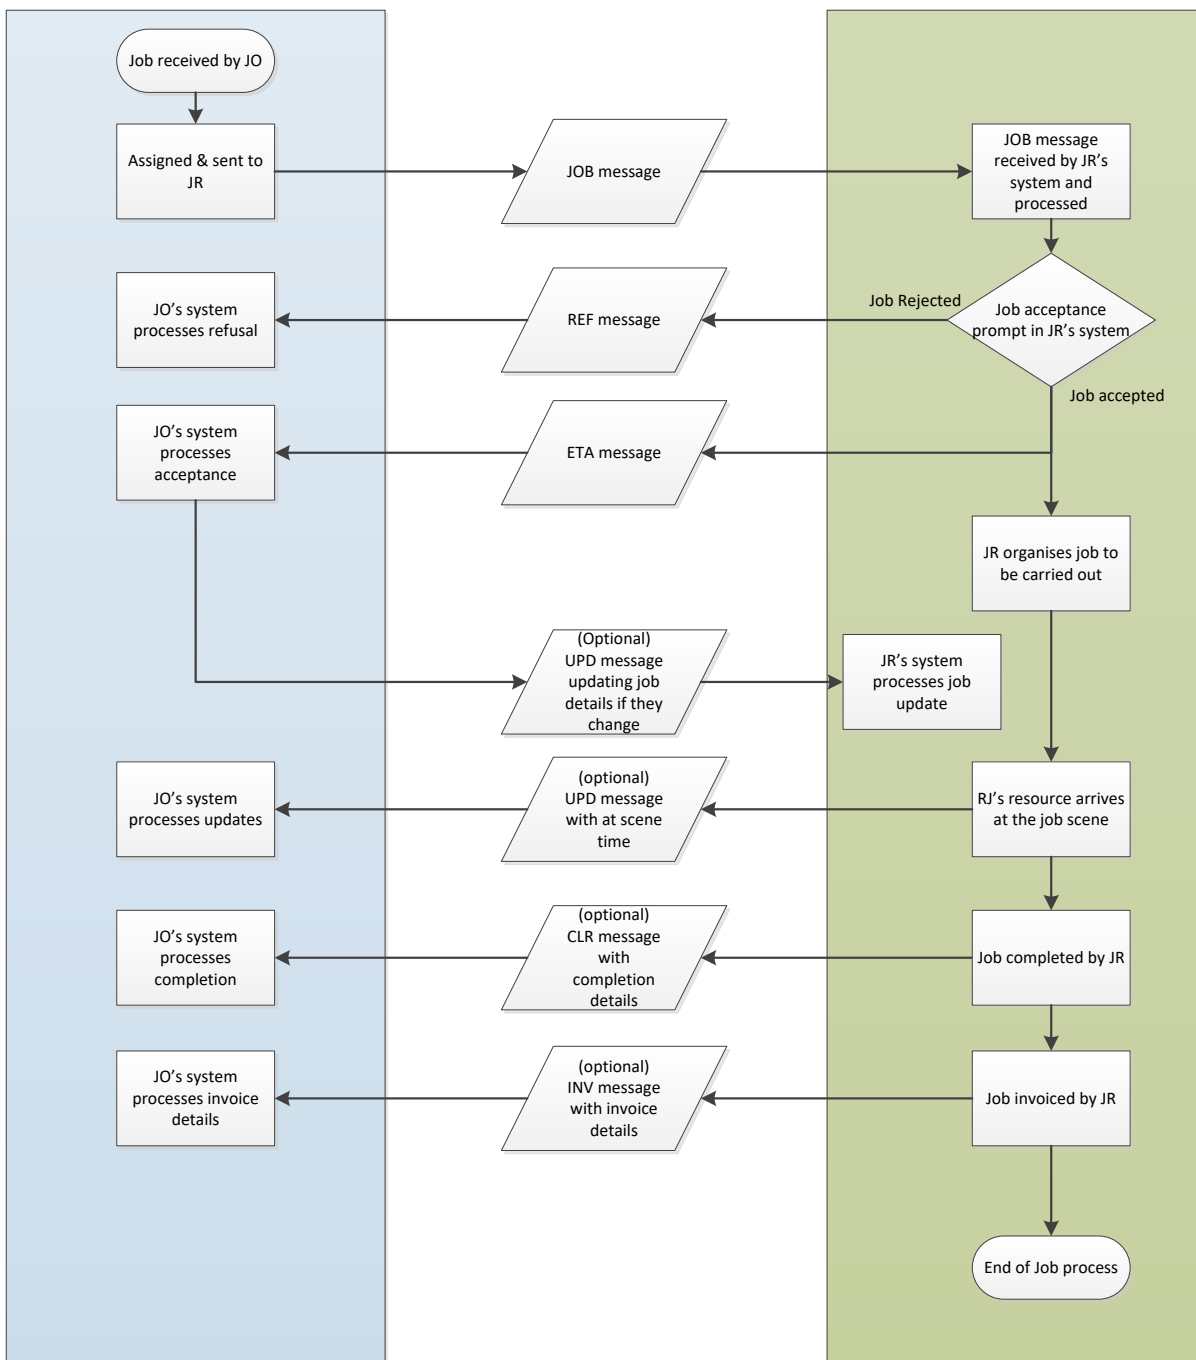 Job received by JO
Assigned & sent to
JR
JOB message
JOB message
received by JR's
system and
processed
JO's system
processes refusal
REF message
Job Rejected
Job acceptance
prompt in JR's system
Job accepted
JO's system
processes
acceptance
ETA message
JR organises job to
be carried out
(Optional)
UPD message
updating job
details if they
change
JR's system
processes job
update
JO's system
processes updates
(optional)
UPD message
with at scene
time
RJ's resource arrives
at the job scene
JO's system
processes
completion
(optional)
CLR message
with
completion
details
Job completed by JR
JO's system
processes invoice
details
(optional)
INV message
with invoice
details
Job invoiced by JR
End of Job process